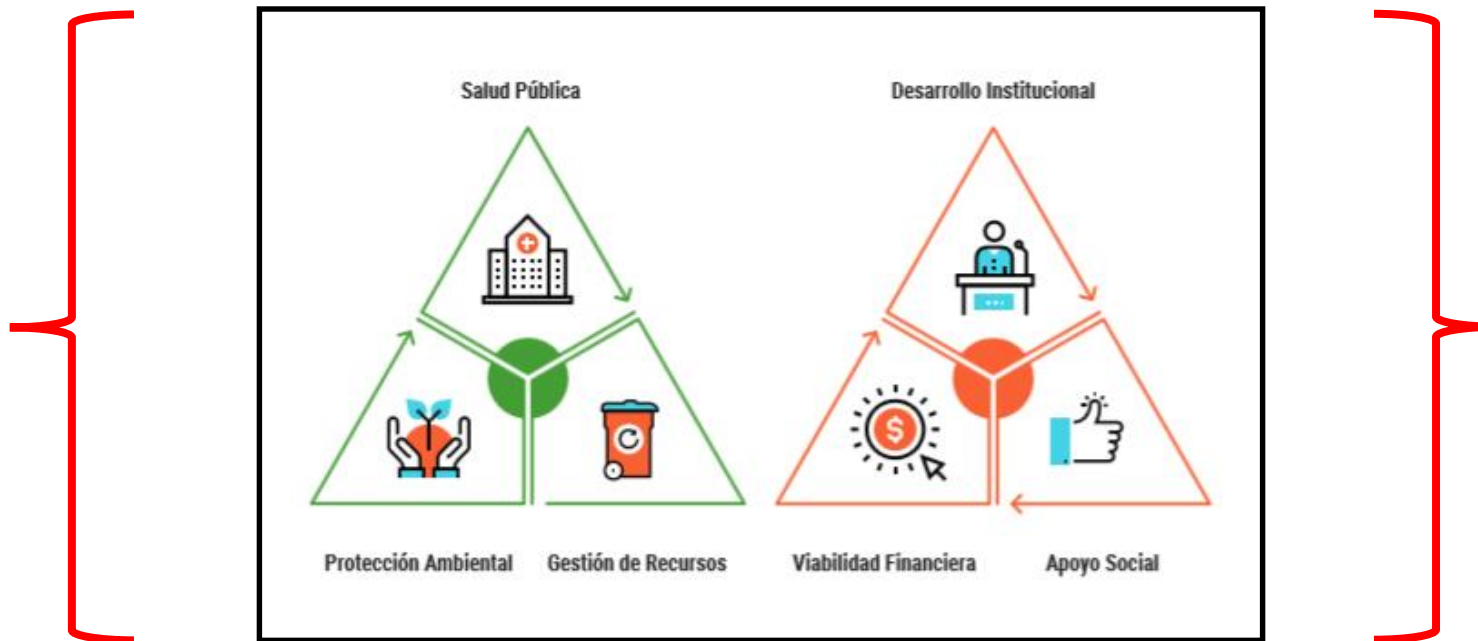 Salud Pública
Desarrollo Institucional
$
Protección Ambiental
Gestión de Recursos
Viabilidad Financiera
Apoyo Social